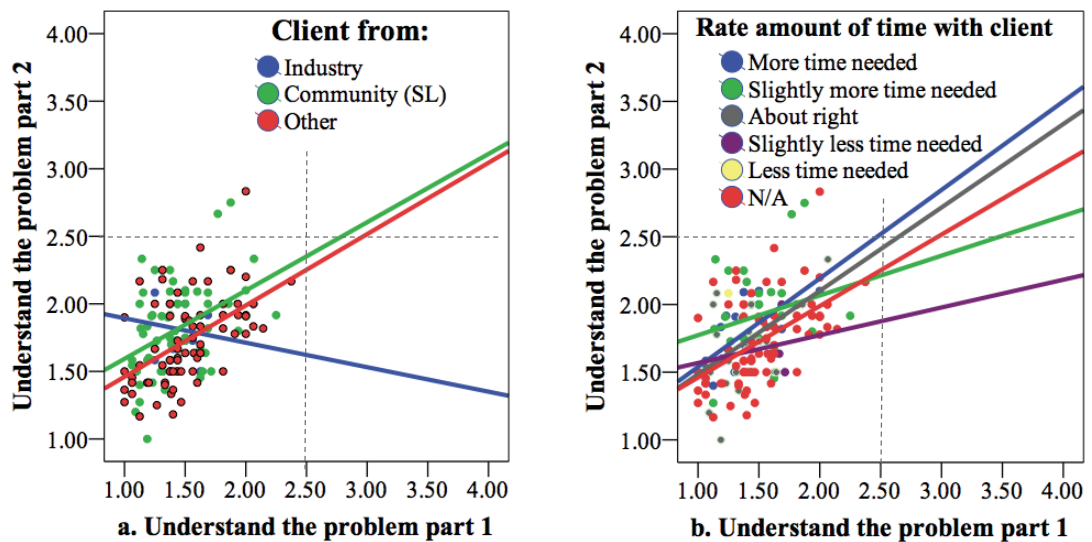 Understand the problem part 2
4.00
3.50
3.00
2.50
2.00
1.50
1.00
Client from:
Industry
Community (SL)
Other
1.00 1.50 2.00 2.50 3.00 3.50 4.00
a. Understand the problem part 1
Understand the problem part 2
4.00
3.50
3.00
2.50
2.00
1.50
1.00
Rate amount of time with client
More time needed
Slightly more time needed
About right
Slightly less time needed
Less time needed
N/A
1.00 1.50 2.00 2.50 3.00 3.50 4.00
b. Understand the problem part 1